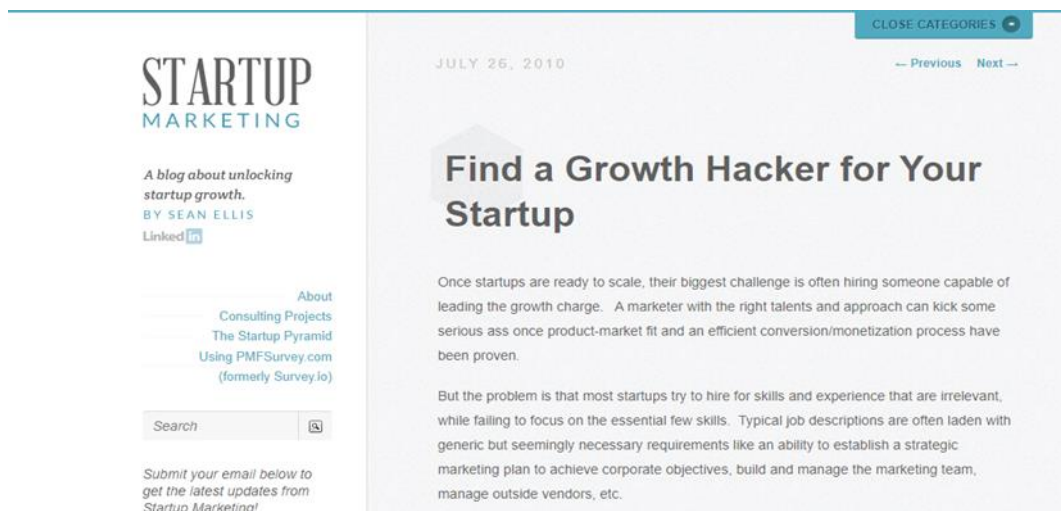 CLOSE CATEGORIES
STARTUP
MARKETING
A blog about unlocking
startup growth.
BY SEAN ELLIS
Linked in
About
Consulting Projects
The Startup Pyramid
Using PMFSurvey.com
(formerly Survey.io)
Search
Submit your email below to
get the latest updates from
Startup Marketing!
JULY 26, 2010
← Previous Next →
Find a Growth Hacker for Your
Startup
Once startups are ready to scale, their biggest challenge is often hiring someone capable of
leading the growth charge. A marketer with the right talents and approach can kick some
serious ass once product-market fit and an efficient conversion/monetization process have
been proven.
But the problem is that most startups try to hire for skills and experience that are irrelevant,
while failing to focus on the essential few skills. Typical job descriptions are often laden with
generic but seemingly necessary requirements like an ability to establish a strategic
marketing plan to achieve corporate objectives, build and manage the marketing team,
manage outside vendors, etc.